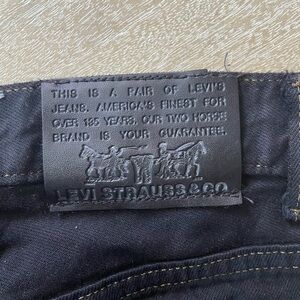 THIS IS A PAIR OF LEVI'S
JEANS. AMERICA'S FINEST FOR
OVER 135 YEARS. OUR TWO HORSE
BRAND IS YOUR GUARANTEE.
LEVI STRAUSS & CO